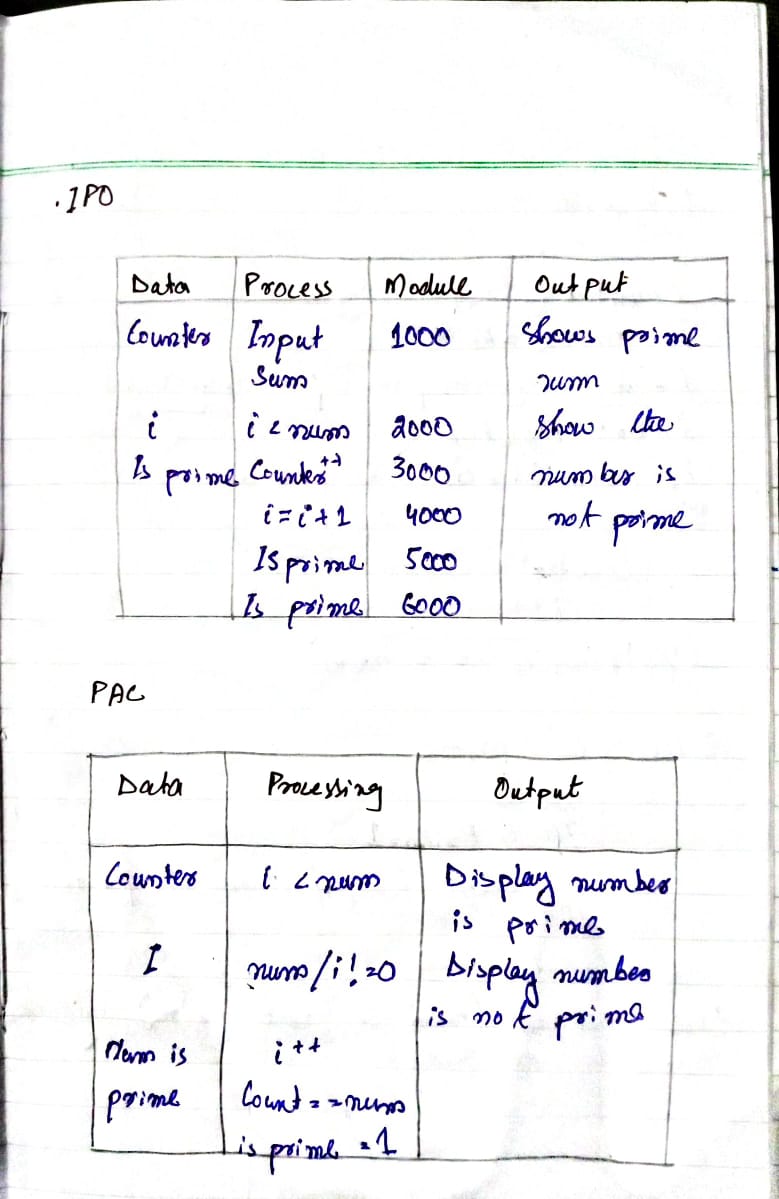 . IPO
Data Process Module Output
Counter Input 1000 Shows prime
Sum num
i i < num 2000 Show the
Is prime Counter++ 3000 number is
i = i + 1 4000 not prime
Is prime 5000
Is prime 6000
PAC
Data Processing Output
Counter i < num Display number
is prime
I num/i! =0 Display number
is not prime
Num is i++
prime Count = = num
is prime = 1